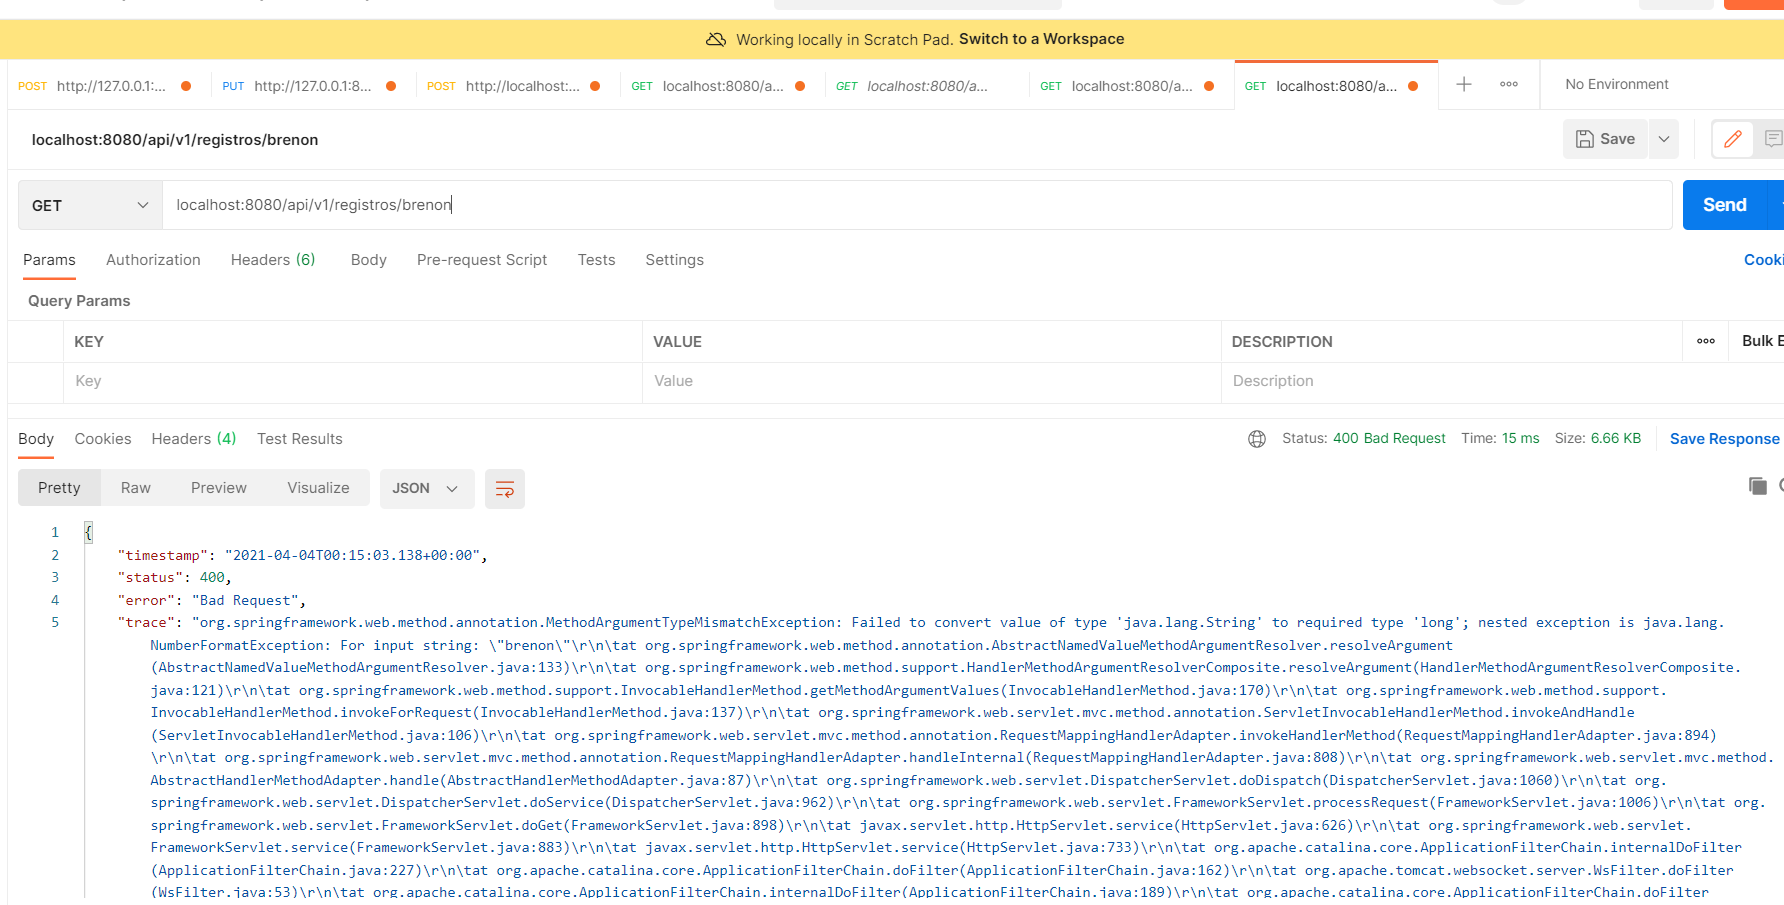 Working locally in Scratch Pad. Switch to a Workspace
POST http://127.0.0.1:... PUT http://127.0.0.1:8... POST http://localhost:... GET localhost:8080/a... GET localhost:8080/a... GET localhost:8080/a... GET localhost:8080/a... No Environment
localhost:8080/api/v1/registros/brenon Save
GET localhost:8080/api/v1/registros/brenon Send
Params Authorization Headers (6) Body Pre-request Script Tests Settings Cooki
Query Params
KEY VALUE DESCRIPTION Bulk E
Key Value Description
Body Cookies Headers (4) Test Results Status: 400 Bad Request Time: 15 ms Size: 6.66 KB Save Response
Pretty Raw Preview Visualize JSON
1 {
2 "timestamp": "2021-04-04T00:15:03.138+00:00",
3 "status": 400,
4 "error": "Bad Request",
5 "trace": "org.springframework.web.method.annotation.MethodArgumentTypeMismatchException: Failed to convert value of type 'java.lang.String' to required type 'long'; nested exception is java.lang.
NumberFormatException: For input string: \"brenon\"\r\n\tat org.springframework.web.method.annotation.AbstractNamedValueMethodArgumentResolver.resolveArgument
(AbstractNamedValueMethodArgumentResolver.java:133)\r\n\tat org.springframework.web.method.support.HandlerMethodArgumentResolverComposite.resolveArgument(HandlerMethodArgumentResolverComposite.
java:121)\r\n\tat org.springframework.web.method.support.InvocableHandlerMethod.getMethodArgumentValues(InvocableHandlerMethod.java:170)\r\n\tat org.springframework.web.method.support.
InvocableHandlerMethod.invokeForRequest(InvocableHandlerMethod.java:137)\r\n\tat org.springframework.web.servlet.mvc.method.annotation.ServletInvocableHandlerMethod.invokeAndHandle
(ServletInvocableHandlerMethod.java:106)\r\n\tat org.springframework.web.servlet.mvc.method.annotation.RequestMappingHandlerAdapter.invokeHandlerMethod(RequestMappingHandlerAdapter.java:894)
\r\n\tat org.springframework.web.servlet.mvc.method.annotation.RequestMappingHandlerAdapter.handleInternal(RequestMappingHandlerAdapter.java:808)\r\n\tat org.springframework.web.servlet.mvc.method.
AbstractHandlerMethodAdapter.handle(AbstractHandlerMethodAdapter.java:87)\r\n\tat org.springframework.web.servlet.DispatcherServlet.doDispatch(DispatcherServlet.java:1060)\r\n\tat org.
springframework.web.servlet.DispatcherServlet.doService(DispatcherServlet.java:962)\r\n\tat org.springframework.web.servlet.FrameworkServlet.processRequest(FrameworkServlet.java:1006)\r\n\tat org.
springframework.web.servlet.FrameworkServlet.doGet(FrameworkServlet.java:898)\r\n\tat javax.servlet.http.HttpServlet.service(HttpServlet.java:626)\r\n\tat org.springframework.web.servlet.
FrameworkServlet.service(FrameworkServlet.java:883)\r\n\tat javax.servlet.http.HttpServlet.service(HttpServlet.java:733)\r\n\tat org.apache.catalina.core.ApplicationFilterChain.internalDoFilter
(ApplicationFilterChain.java:227)\r\n\tat org.apache.catalina.core.ApplicationFilterChain.doFilter(ApplicationFilterChain.java:162)\r\n\tat org.apache.tomcat.websocket.server.WsFilter.doFilter
(WsFilter.java:53)\r\n\tat org.apache.catalina.core.ApplicationFilterChain.internalDoFilter(ApplicationFilterChain.java:189)\r\n\tat org.apache.catalina.core.ApplicationFilterChain.doFilter